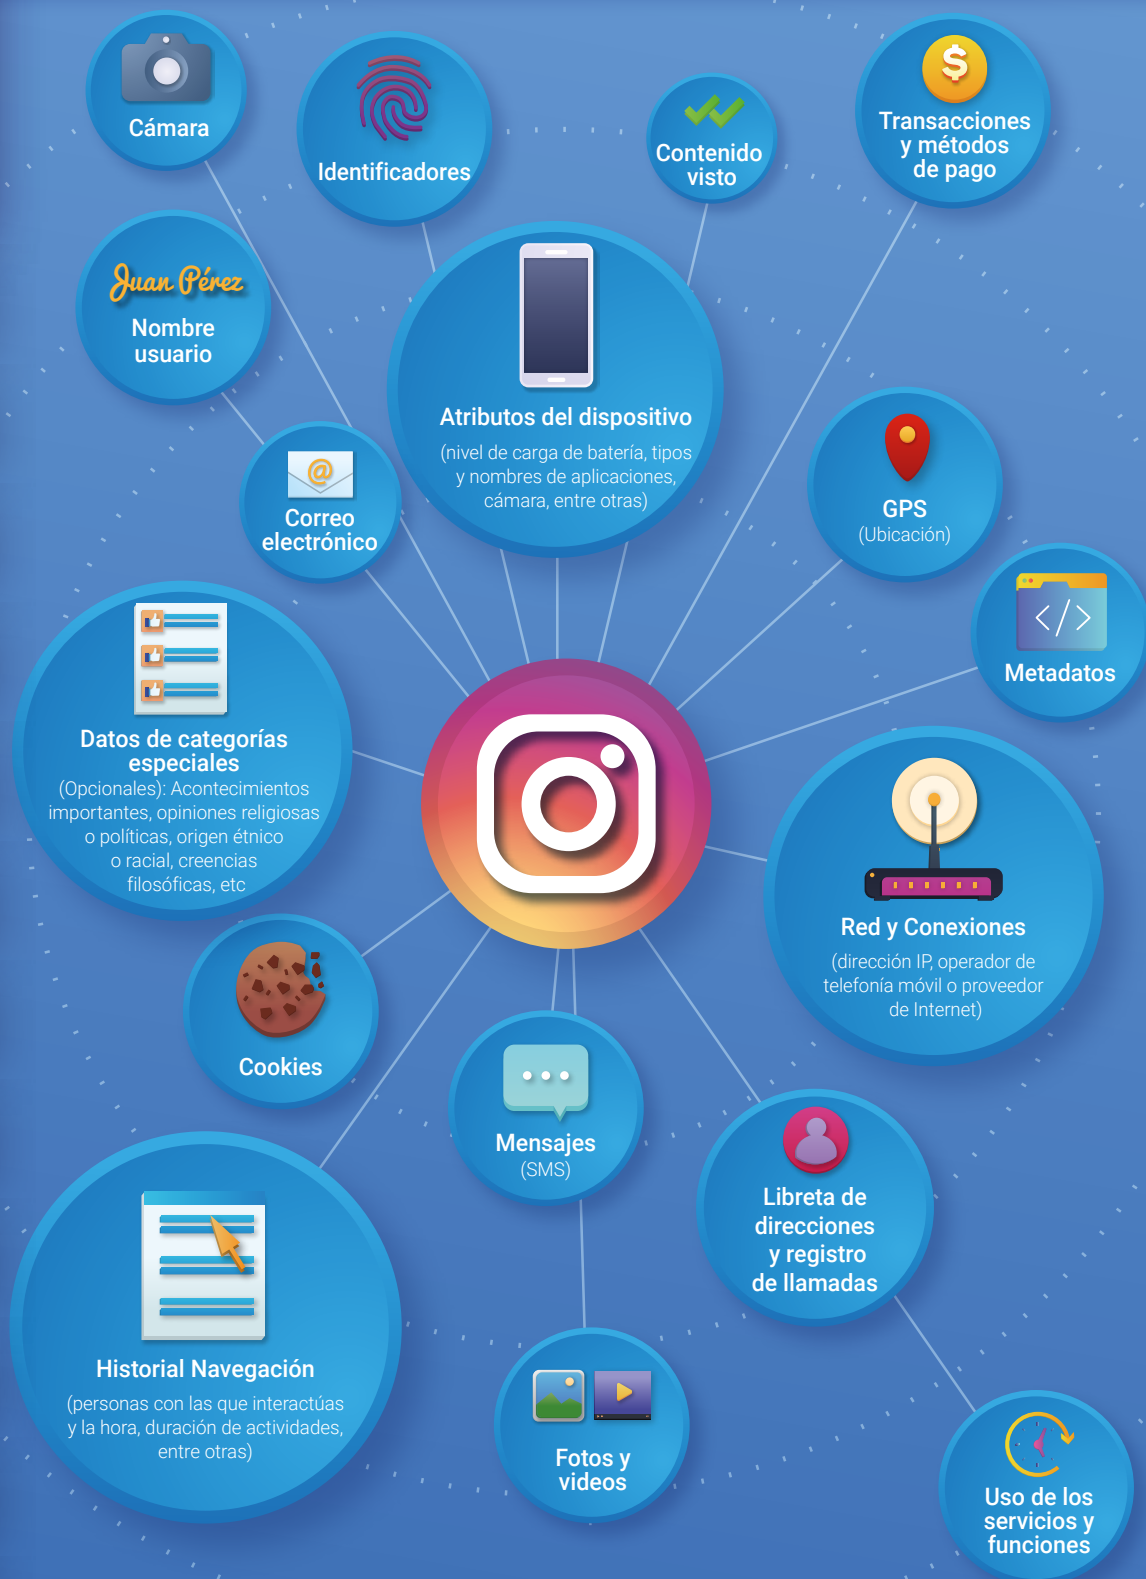 Cámara
Identificadores
Contenido
visto
$
Transacciones
y métodos
de pago
Juan Pérez
Nombre
usuario
@
Correo
electrónico
Atributos del dispositivo
(nivel de carga de batería, tipos
y nombres de aplicaciones,
cámara, entre otras)
GPS
(Ubicación)
</>
Metadatos
Datos de categorías
especiales
(Opcionales): Acontecimientos
importantes, opiniones religiosas
o políticas, origen étnico
o racial, creencias
filosóficas, etc
Red y Conexiones
(dirección IP, operador de
telefonía móvil o proveedor
de Internet)
Cookies
Mensajes
(SMS)
Libreta de
direcciones
y registro
de llamadas
Historial Navegación
(personas con las que interactúas
y la hora, duración de actividades,
entre otras)
Fotos y
videos
Uso de los
servicios y
funciones